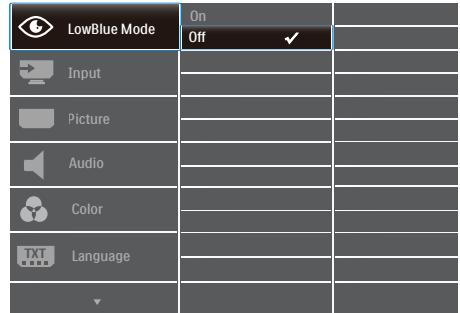 LowBlue Mode
On
Off
Input
Picture
Audio
Color
TXT
Language